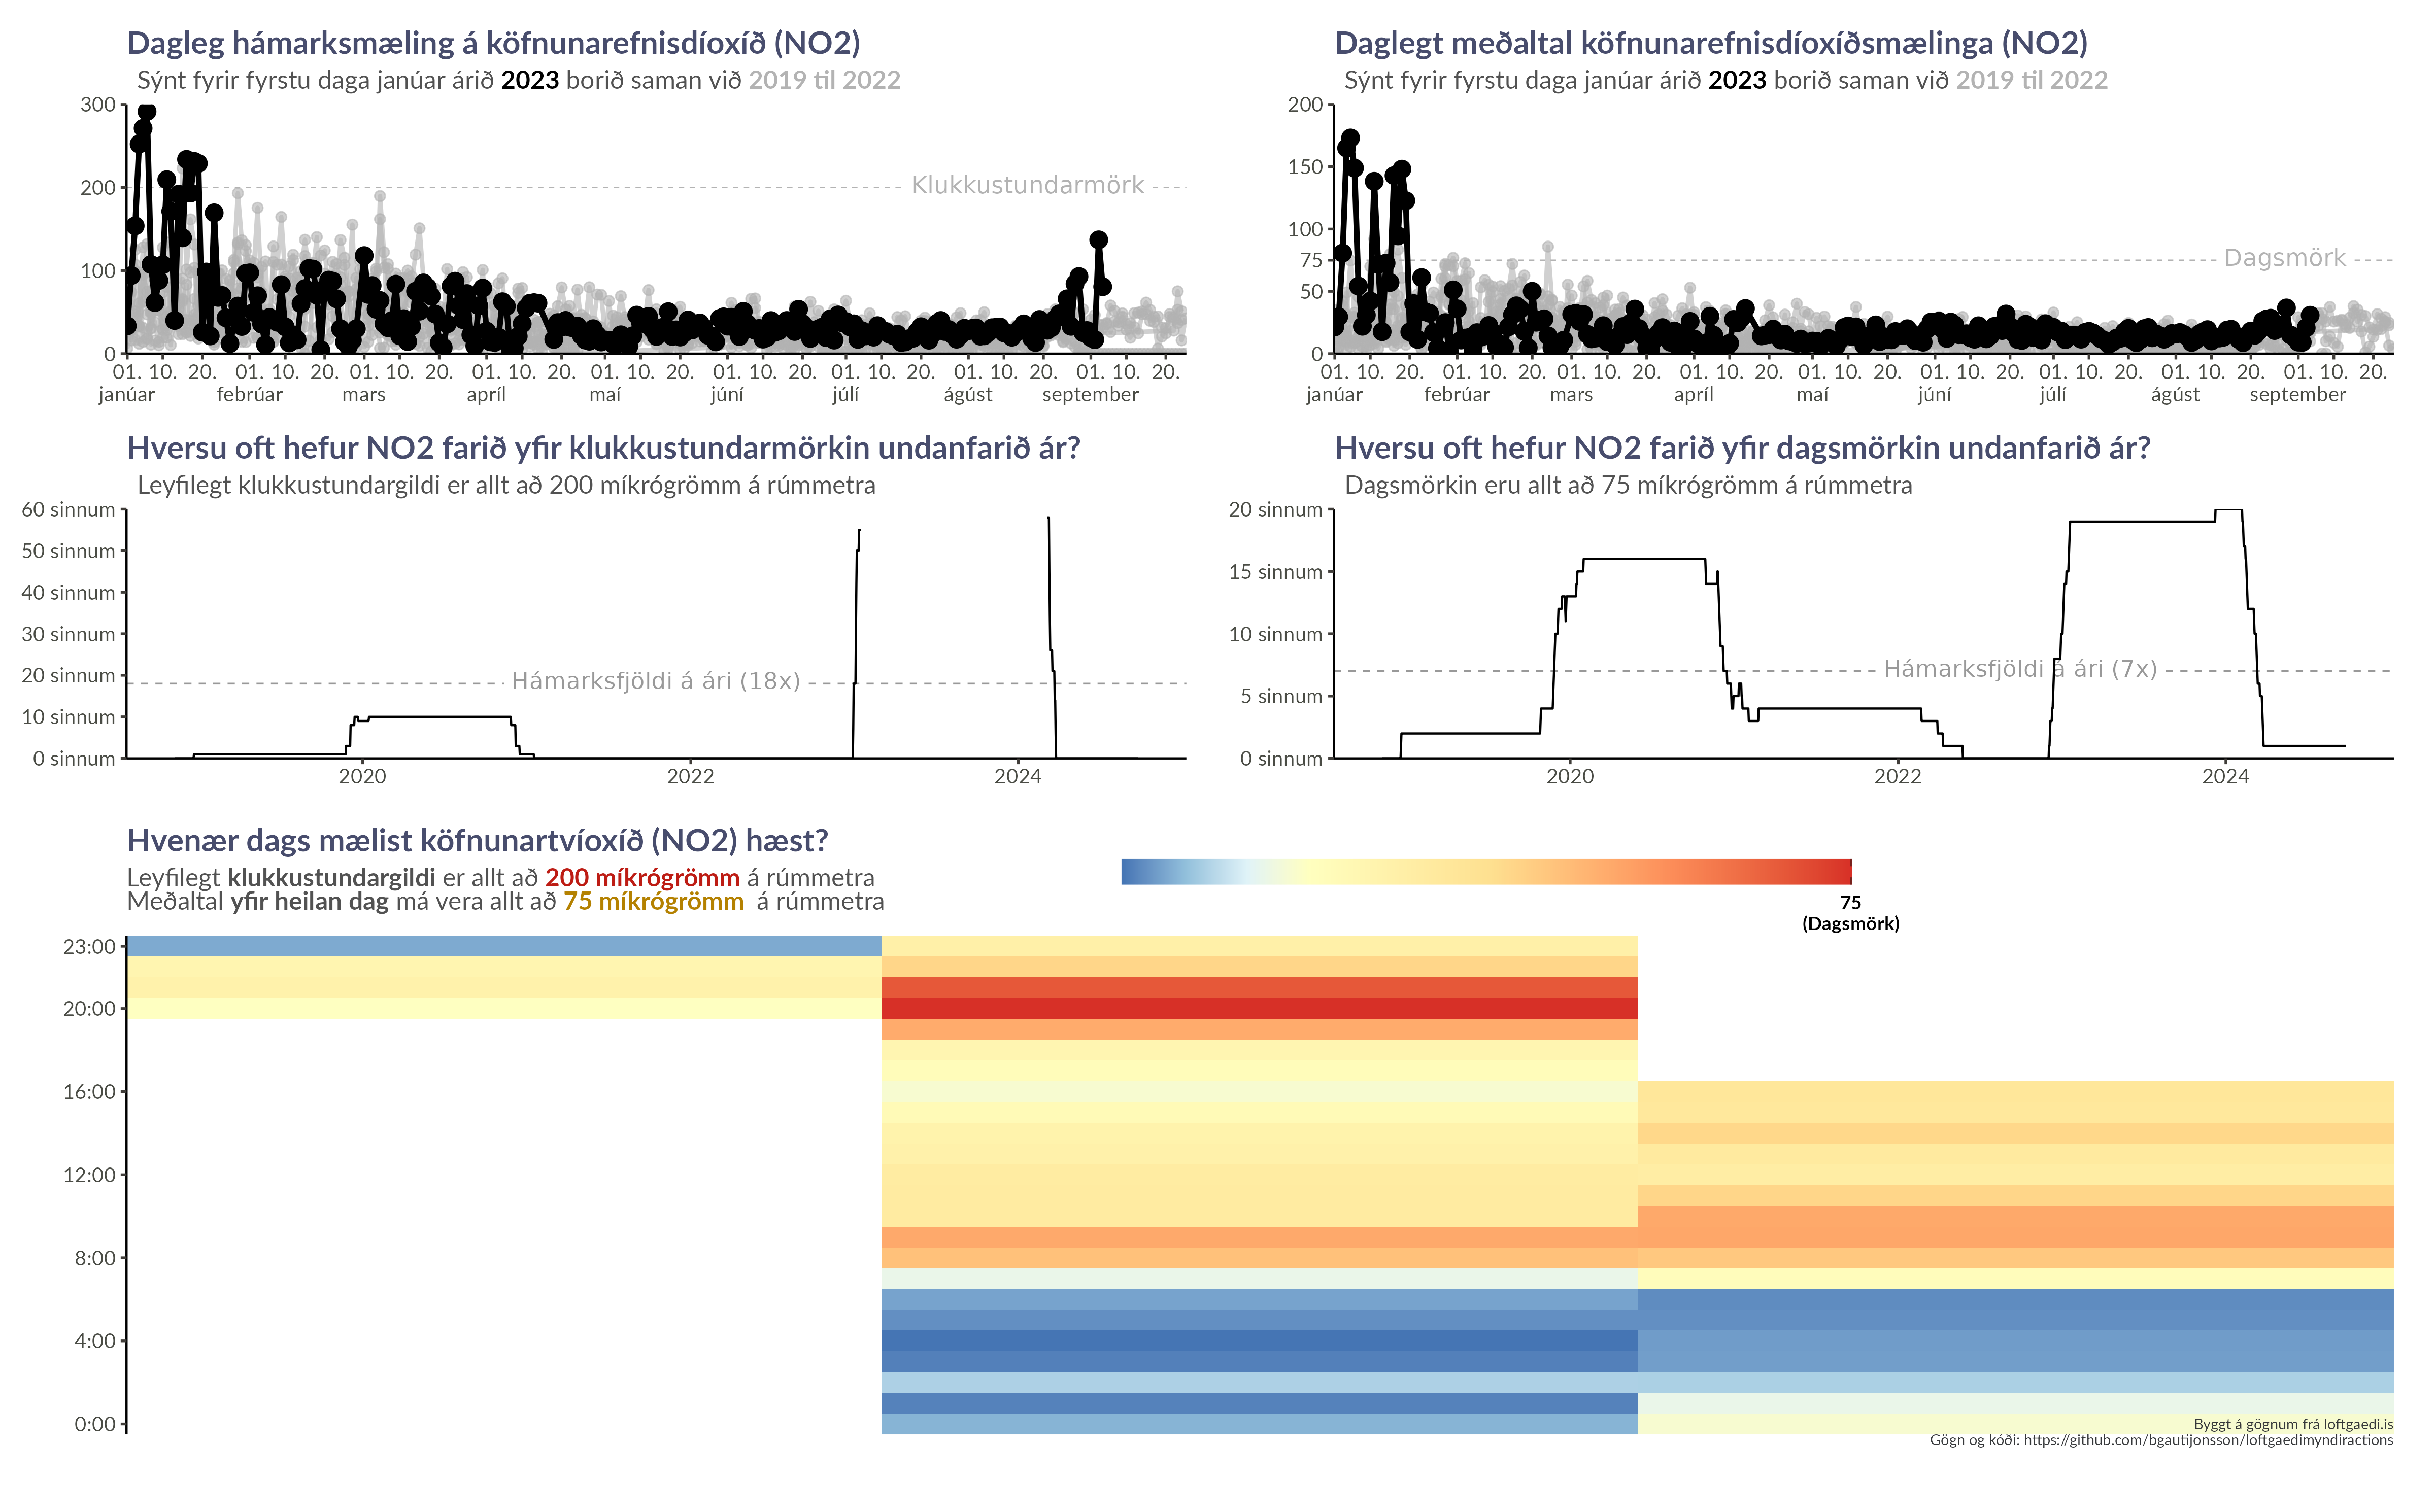 Dagleg hámarksmæling á köfnunarefnisdíoxíð (NO2)
Sýnt fyrir fyrstu daga janúar árið 2023 borið saman við 2019 til 2022
300
200
100
0
Klukkustundarmörk
01. 10. 20. 01. 10. 20. 01. 10. 20. 01. 10. 20. 01. 10. 20. 01. 10. 20. 01. 10. 20. 01. 10. 20. 01. 10. 20.
janúar febrúar mars apríl maí júní júlí ágúst september
Daglegt meðaltal köfnunarefnisdíoxíðsmælinga (NO2)
Sýnt fyrir fyrstu daga janúar árið 2023 borið saman við 2019 til 2022
200
150
100
75
50
0
Dagsmörk
01. 10. 20. 01. 10. 20. 01. 10. 20. 01. 10. 20. 01. 10. 20. 01. 10. 20. 01. 10. 20. 01. 10. 20. 01. 10. 20.
janúar febrúar mars apríl maí júní júlí ágúst september
Hversu oft hefur NO2 farið yfir klukkustundarmörkin undanfarið ár?
Leyfilegt klukkustundargildi er allt að 200 míkrógrömm á rúmmetra
60 sinnum
50 sinnum
40 sinnum
30 sinnum
20 sinnum
10 sinnum
0 sinnum
Hámarksfjöldi á ári (18x)
2020 2022 2024
Hversu oft hefur NO2 farið yfir dagsmörkin undanfarið ár?
Dagsmörkin eru allt að 75 míkrógrömm á rúmmetra
20 sinnum
15 sinnum
10 sinnum
5 sinnum
0 sinnum
Hámarksfjöldi á ári (7x)
2020 2022 2024
Hvenær dags mælist köfnunartvíoxíð (NO2) hæst?
Leyfilegt klukkustundargildi er allt að 200 míkrógrömm á rúmmetra
Meðaltal yfir heilan dag má vera allt að 75 míkrógrömm á rúmmetra
75
(Dagsmörk)
23:00
20:00
16:00
12:00
8:00
4:00
0:00
Byggt á gögnum frá loftgaedi.is
Gögn og kóði: https://github.com/bgautijonsson/loftgaedimyndiractions